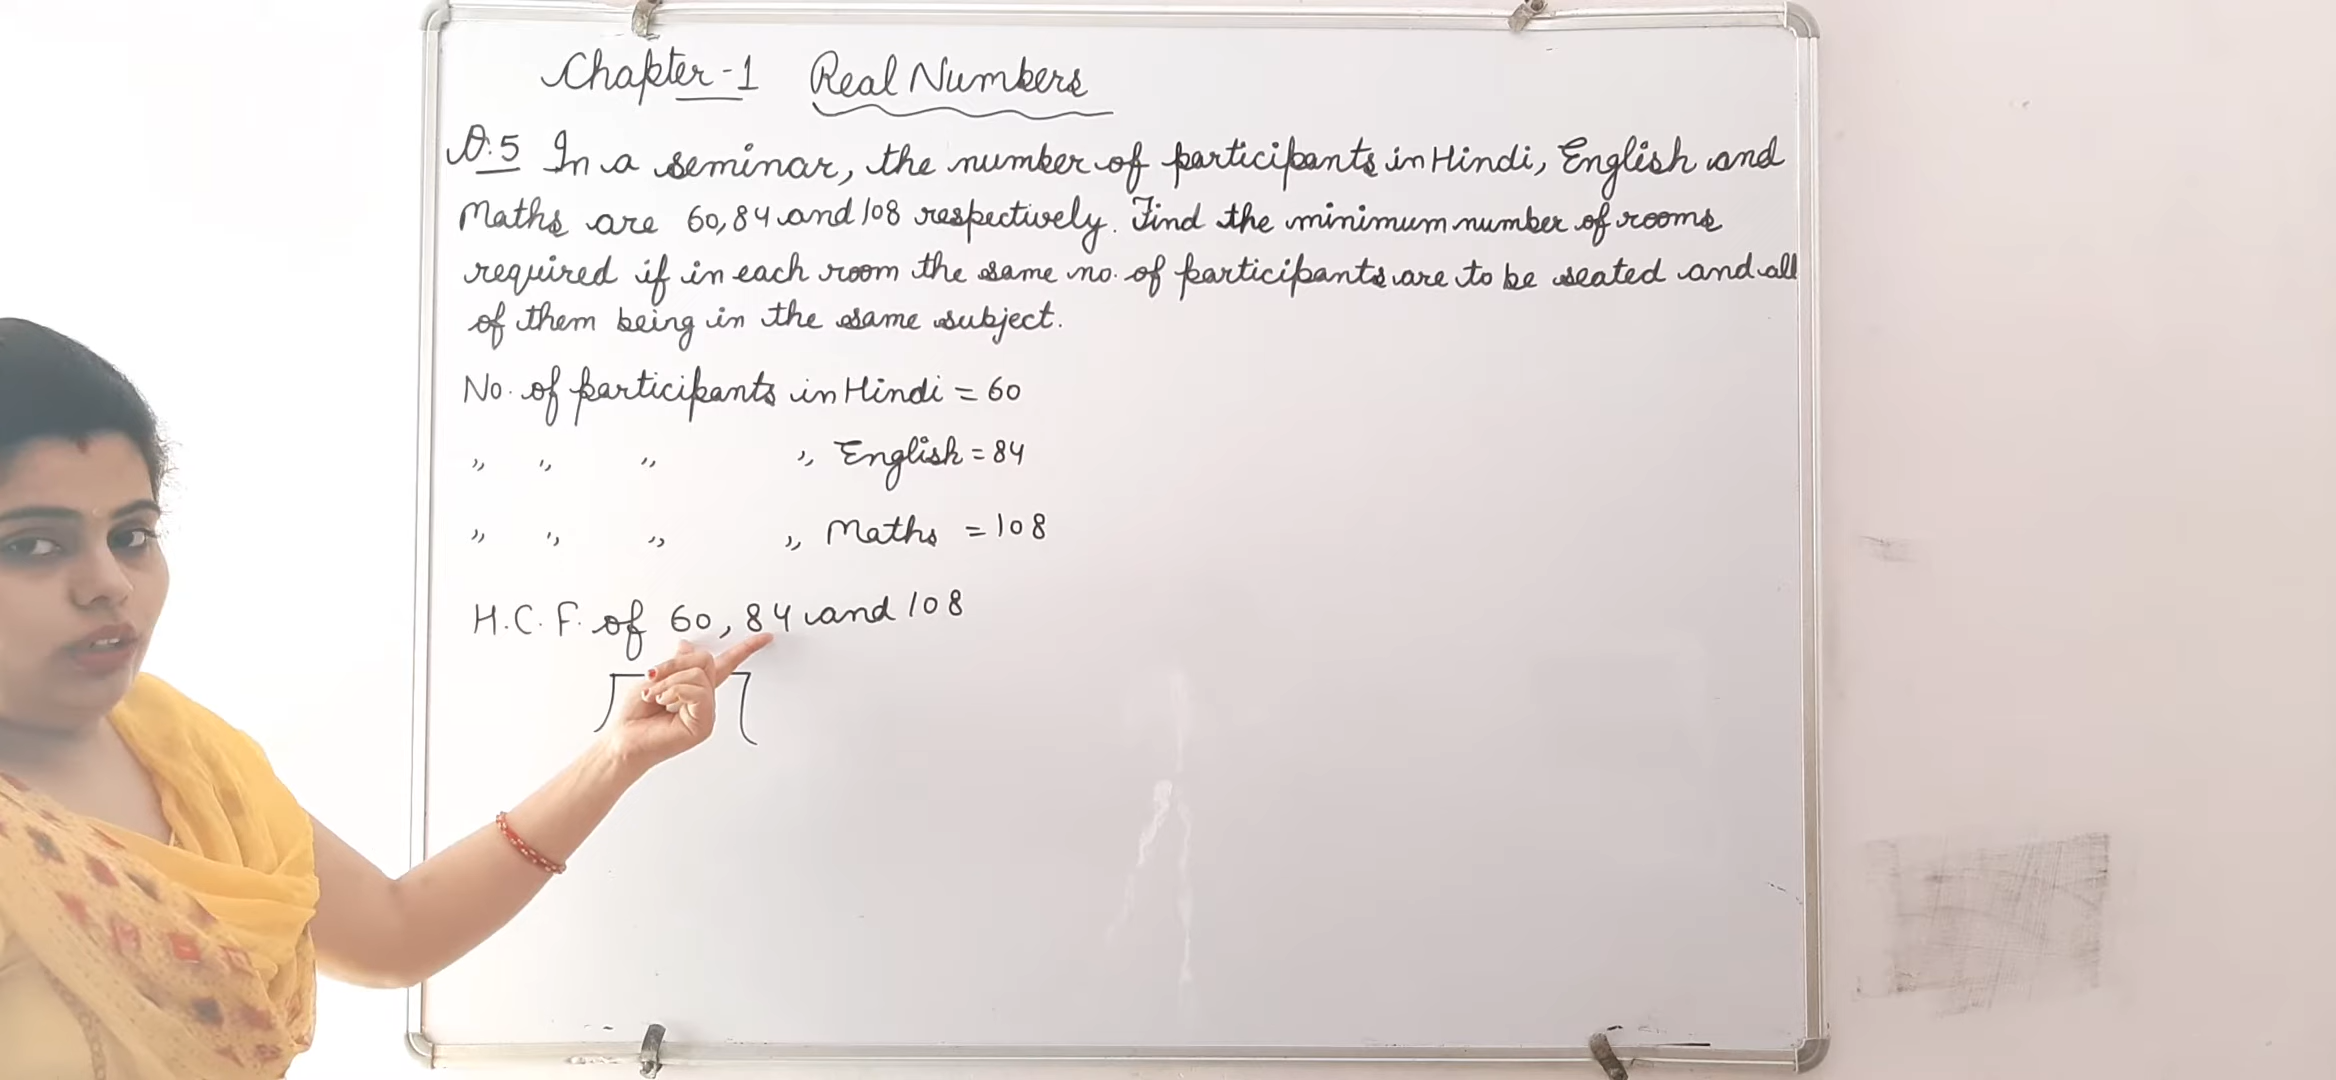 Chapter-1 Real Numbers
Q.5 In a seminar, the number of participants in Hindi, English and
Maths are 60, 84 and 108 respectively. Find the minimum number of rooms
required if in each room the same no. of participants are to be seated and all
of them being in the same subject.
No. of participants in Hindi = 60
,, ,, ,, ,, English = 84
,, ,, ,, ,, Maths = 108
H.C.F. of 60, 84 and 108